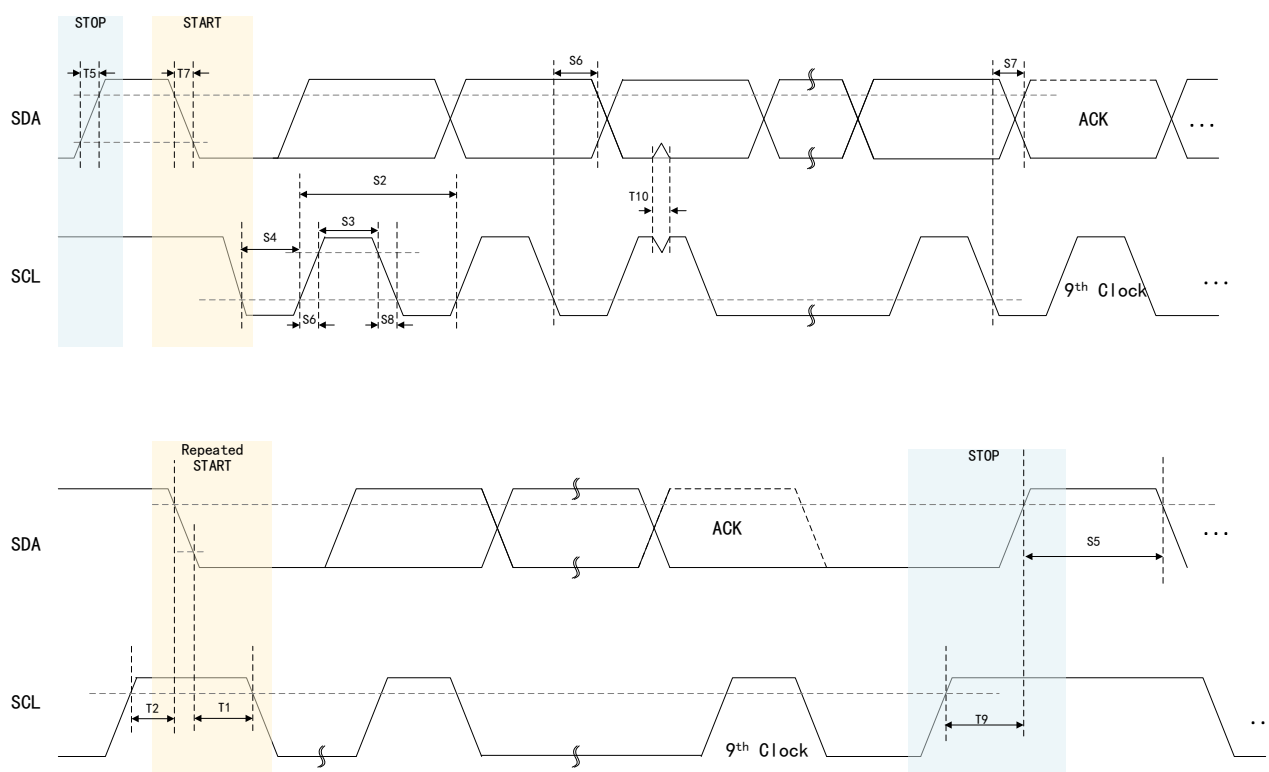 STOP
START
T5
T7
S6
S7
SDA
ACK
...
S2
T10
S3
S4
SCL
9th Clock
...
S6
S8
Repeated
START
STOP
SDA
ACK
...
S5
SCL
T2
T1
T9
9th Clock
..